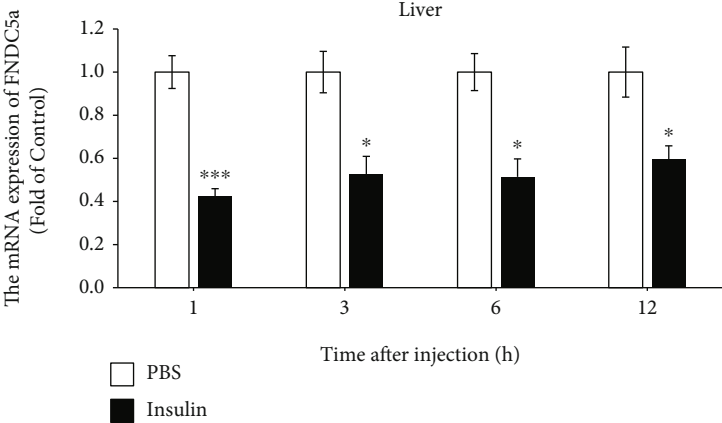 Liver
The mRNA expression of FNDC5a
(Fold of Control)
1.2
1.0
0.8
0.6
0.4
0.2
0.0
***
*
*
*
1 3 6 12
Time after injection (h)
PBS
Insulin